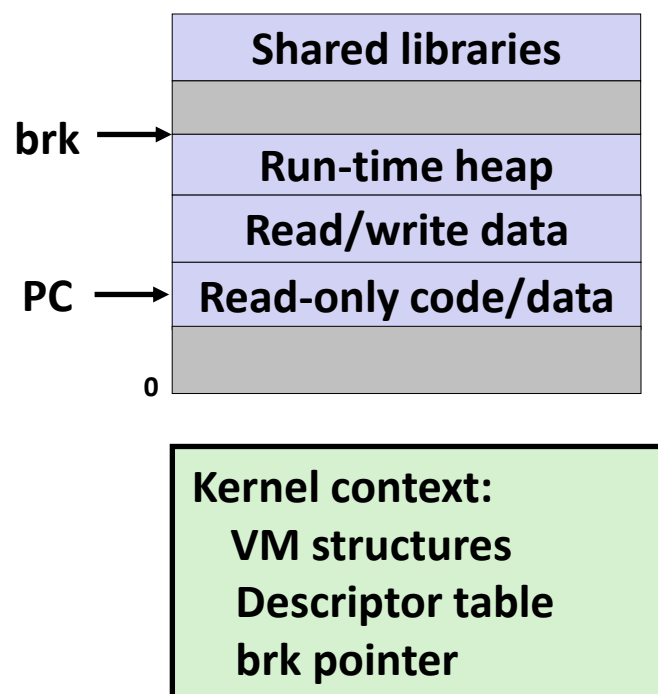 Shared libraries
brk
Run-time heap
Read/write data
PC
Read-only code/data
0
Kernel context:
VM structures
Descriptor table
brk pointer